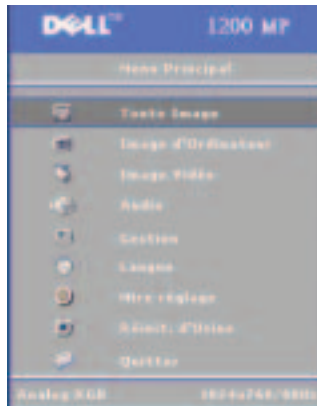 DELL™ 1200 MP
Menu Principal
Toute Image
Image d'Ordinateur
Image Vidéo
Audio
Gestion
Langue
Mire réglage
Réinit. d'Usine
Quitter
Analog RGB 1024x768/60Hz